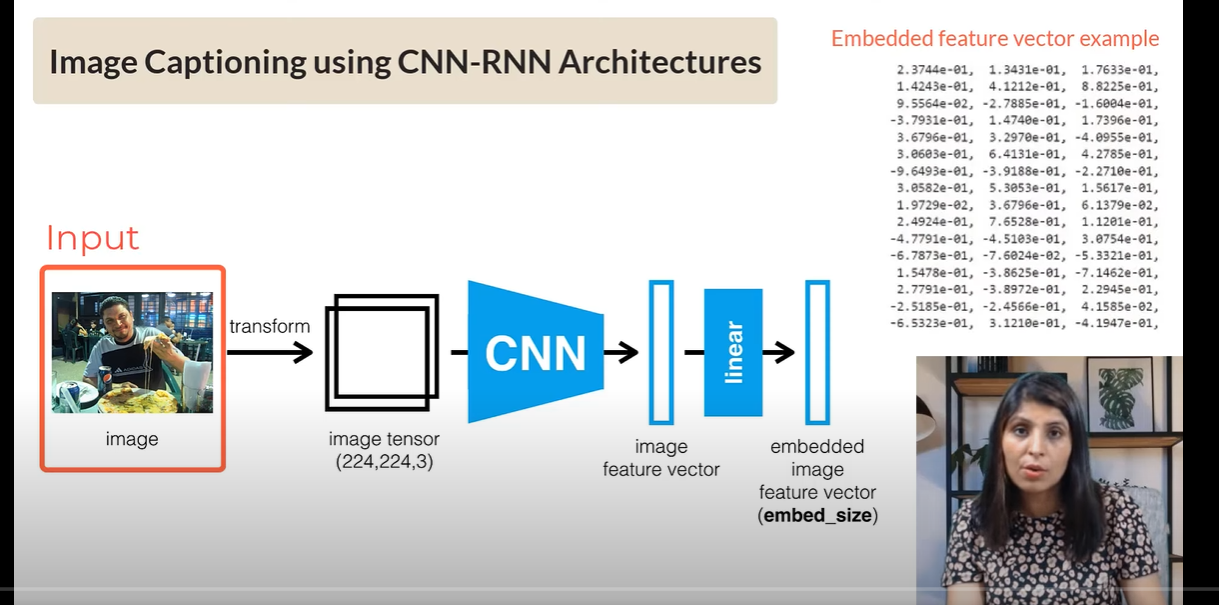 Image Captioning using CNN-RNN Architectures
Embedded feature vector example
2.3744e-01, 1.3431e-01, 1.7633e-01,
1.4243e-01, 4.1212e-01, 8.8225e-01,
9.5564e-02, -2.7885e-01, -1.6004e-01,
-3.7931e-01, 1.4740e-01, 1.7396e-01,
3.6796e-01, 3.2970e-01, -4.0955e-01,
3.0603e-01, 6.4131e-01, 4.2785e-01,
-9.6493e-01, -3.9188e-01, -2.2710e-01,
3.0582e-01, 5.3053e-01, 1.5617e-01,
1.9729e-02, 3.6796e-01, 6.1379e-02,
2.4924e-01, 7.6528e-01, 1.1201e-01,
-4.7791e-01, -4.5103e-01, 3.0754e-01,
-6.7873e-01, -7.6024e-02, -5.3321e-01,
1.5478e-01, -3.8625e-01, -7.1462e-01,
2.7791e-01, -3.8972e-01, 2.2945e-01,
-2.5185e-01, -2.4566e-01, 4.1585e-02,
-6.5323e-01, 3.1210e-01, -4.1947e-01,
Input
transform
CNN
linear
image
image tensor
(224,224,3)
image
feature vector
embedded
image
feature vector
(embed_size)